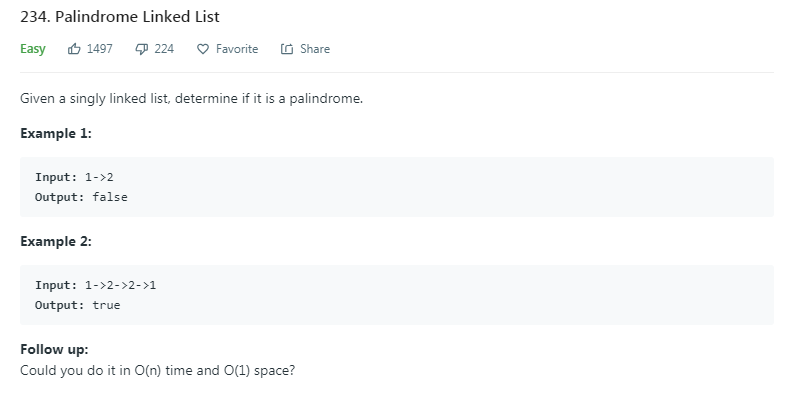 234. Palindrome Linked List
Easy 1497 224 Favorite Share
Given a singly linked list, determine if it is a palindrome.
Example 1:
Input: 1->2
Output: false
Example 2:
Input: 1->2->2->1
Output: true
Follow up:
Could you do it in O(n) time and O(1) space?